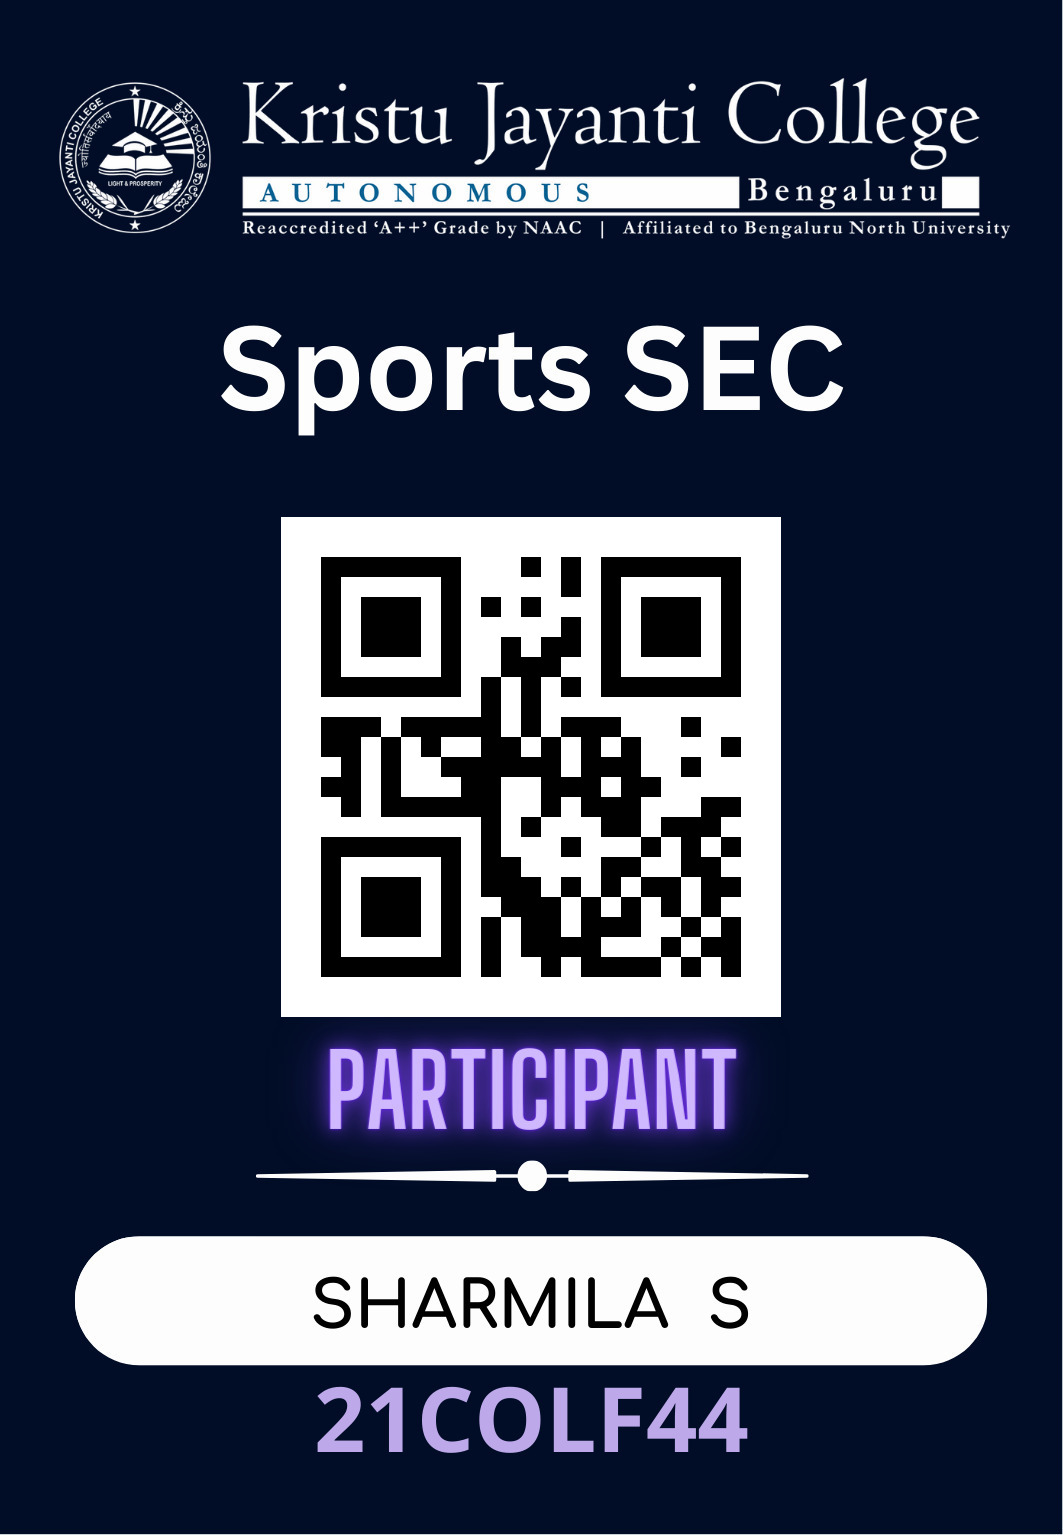 Kristu Jayanti College
AUTONOMOUS Bengaluru
Reaccredited ‘A++’ Grade by NAAC | Affiliated to Bengaluru North University
KRISTU JAYANTI COLLEGE
LIGHT & PROSPERITY
Sports SEC
PARTICIPANT
SHARMILA S
21COLF44